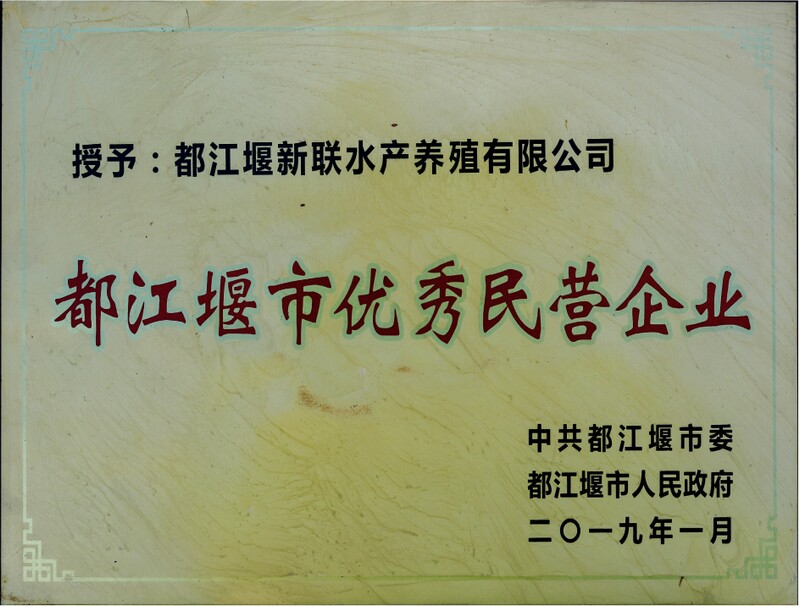 授予：都江堰新联水产养殖有限公司
都江堰市优秀民营企业
中共都江堰市委
都江堰市人民政府
二〇一九年一月